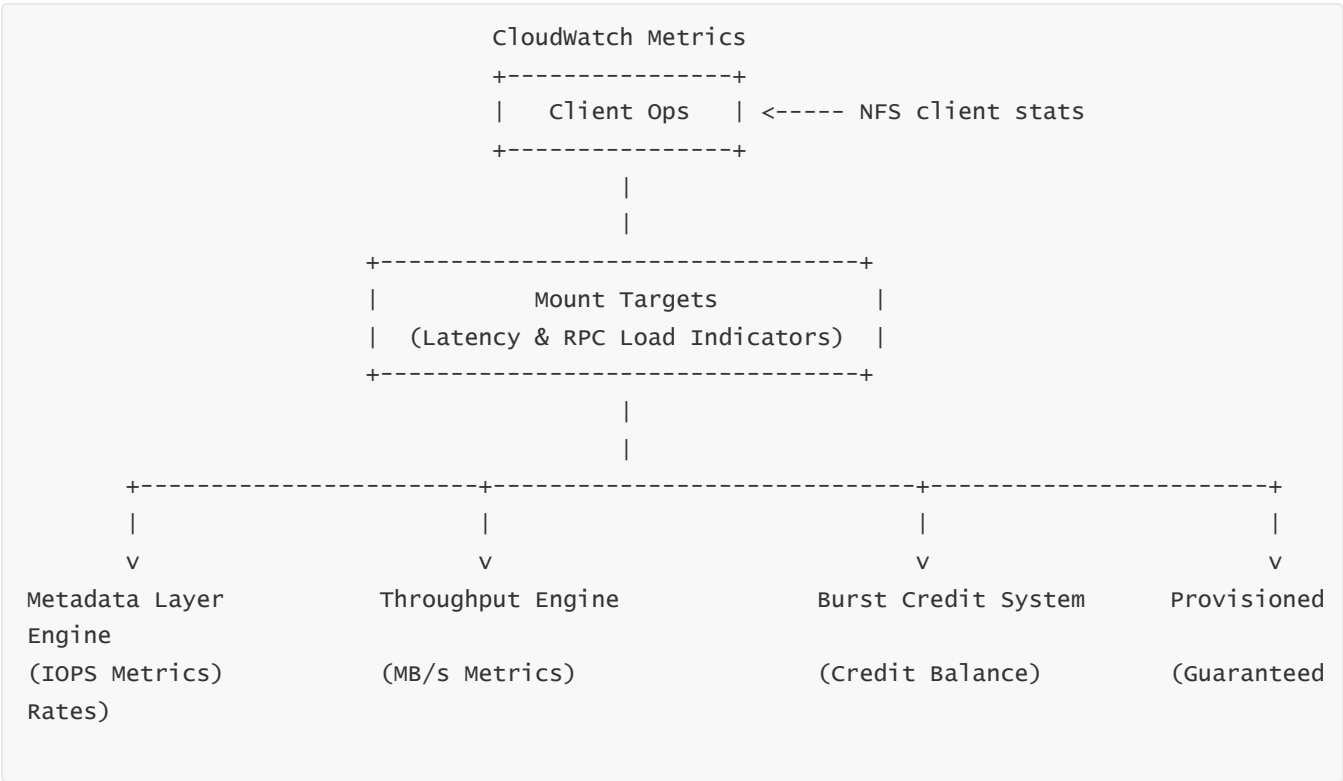 CloudWatch Metrics
                                 +----------------+
                                 |   Client Ops   | <----- NFS client stats
                                 +----------------+
                                          |
                                          |
                        +----------------------------------+
                        |           Mount Targets           |
                        |  (Latency & RPC Load Indicators)  |
                        +----------------------------------+
                                          |
                                          |
       +------------------------+------------------------------+------------------------+
       |                        |                              |                        |
       v                        v                              v                        v
Metadata Layer           Throughput Engine              Burst Credit System      Provisioned
Engine
(IOPS Metrics)           (MB/s Metrics)                 (Credit Balance)         (Guaranteed
Rates)